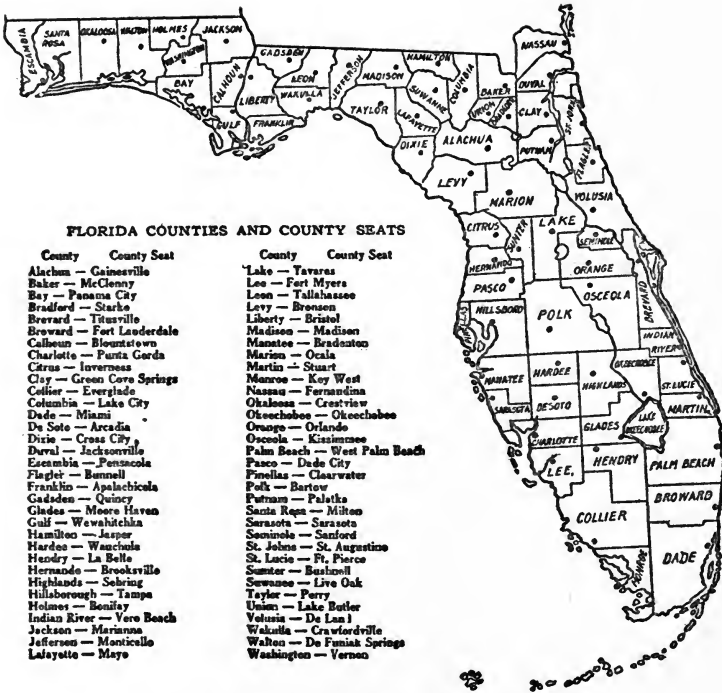 ESCAMBIA
SANTA ROSA
OKALOOSA
WALTON
HOLMES
JACKSON
WASHINGTON
BAY
CALHOUN
GULF
GADSDEN
LIBERTY
LEON
WAKULLA
FRANKLIN
JEFFERSON
MADISON
TAYLOR
HAMILTON
SUWANNE
LAFAYETTE
DIXIE
COLUMBIA
BAKER
UNION
NASSAU
DUVAL
CLAY
ST. JOHNS
ALACHUA
PUTNAM
FLAGLER
LEVY
MARION
VOLUSIA
CITRUS
SUMTER
LAKE
SEMINOLE
HERNANDO
ORANGE
PASCO
OSCEOLA
BREVARD
PINELLAS
HILLSBORO
POLK
INDIAN RIVER
MANATEE
HARDEE
HIGHLANDS
OKEECHOBEE
ST. LUCIE
SARASOTA
DESOTO
MARTIN
CHARLOTTE
GLADES
LAKE OKEECHOBEE
LEE
HENDRY
PALM BEACH
COLLIER
BROWARD
MONROE
DADE
FLORIDA COUNTIES AND COUNTY SEATS
County County Seat
Alachua — Gainesville
Baker — McClenny
Bay — Panama City
Bradford — Starke
Brevard — Titusville
Broward — Fort Lauderdale
Calhoun — Blountstown
Charlotte — Punta Gorda
Citrus — Inverness
Clay — Green Cove Springs
Collier — Everglade
Columbia — Lake City
Dade — Miami
De Soto — Arcadia
Dixie — Cross City
Duval — Jacksonville
Escambia — Pensacola
Flagler — Bunnell
Franklin — Apalachicola
Gadsden — Quincy
Glades — Moore Haven
Gulf — Wewahitchka
Hamilton — Jasper
Hardee — Wauchula
Hendry — La Belle
Hernando — Brooksville
Highlands — Sebring
Hillsborough — Tampa
Holmes — Bonifay
Indian River — Vero Beach
Jackson — Marianna
Jefferson — Monticello
Lafayette — Mayo
County County Seat
Lake — Tavares
Lee — Fort Myers
Leon — Tallahassee
Levy — Bronson
Liberty — Bristol
Madison — Madison
Manatee — Bradenton
Marion — Ocala
Martin — Stuart
Monroe — Key West
Nassau — Fernandina
Okaloosa — Crestview
Okeechobee — Okeechobee
Orange — Orlando
Osceola — Kissimmee
Palm Beach — West Palm Beach
Pasco — Dade City
Pinellas — Clearwater
Polk — Bartow
Putnam — Palatka
Santa Rosa — Milton
Sarasota — Sarasota
Seminole — Sanford
St. Johns — St. Augustine
St. Lucie — Ft. Pierce
Sumter — Bushnell
Suwanee — Live Oak
Taylor — Perry
Union — Lake Butler
Volusia — De Land
Wakulla — Crawfordville
Walton — De Funiak Springs
Washington — Vernon